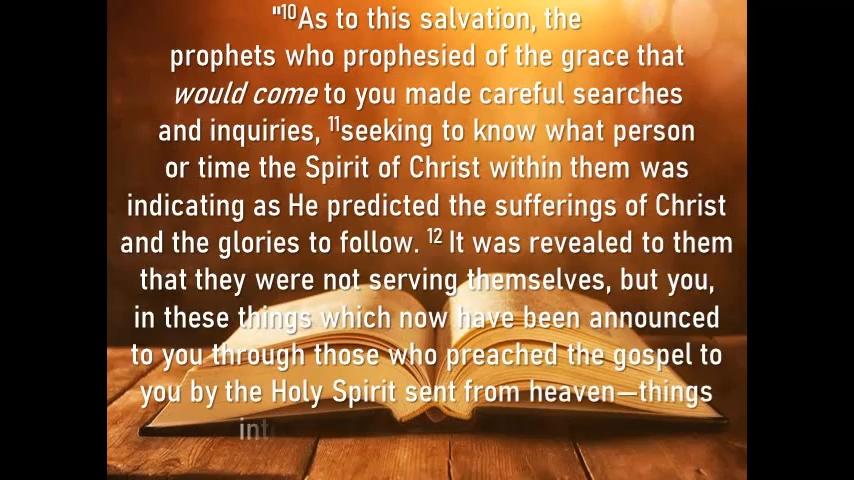 "¹⁰As to this salvation, the
prophets who prophesied of the grace that
would come to you made careful searches
and inquiries, ¹¹seeking to know what person
or time the Spirit of Christ within them was
indicating as He predicted the sufferings of Christ
and the glories to follow. ¹² It was revealed to them
that they were not serving themselves, but you,
in these things which now have been announced
to you through those who preached the gospel to
you by the Holy Spirit sent from heaven—things